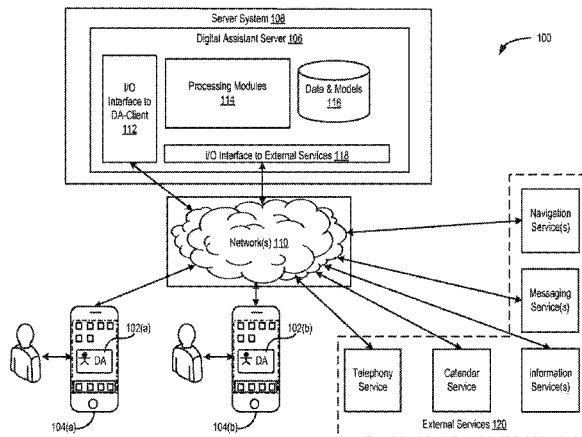 Server System 108
Digital Assistant Server 106
100
I/O
Interface to
DA-Client
112
Processing Modules
114
Data & Models
116
I/O Interface to External Services 118
Network(s) 110
Navigation
Service(s)
Messaging
Service(s)
102(a)
DA
104(a)
102(b)
DA
104(b)
Telephony
Service
Calendar
Service
Information
Service(s)
External Services 120